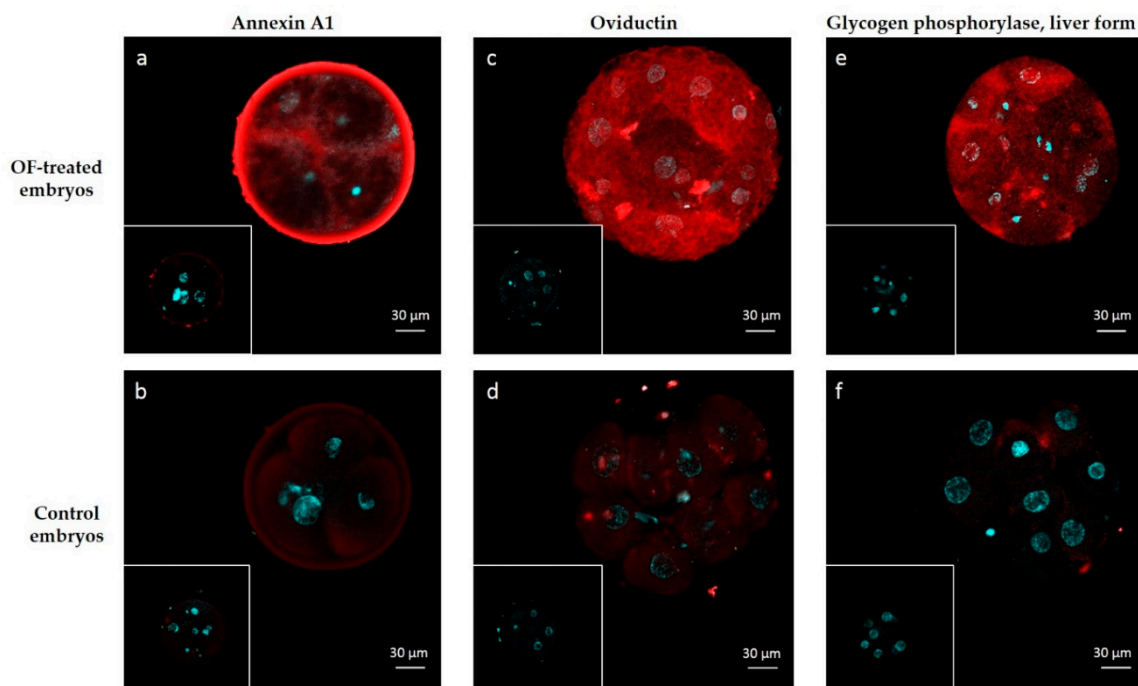 Annexin A1
Oviductin
Glycogen phosphorylase, liver form
OF-treated
embryos
a
30 µm
c
30 µm
e
30 µm
Control
embryos
b
30 µm
d
30 µm
f
30 µm